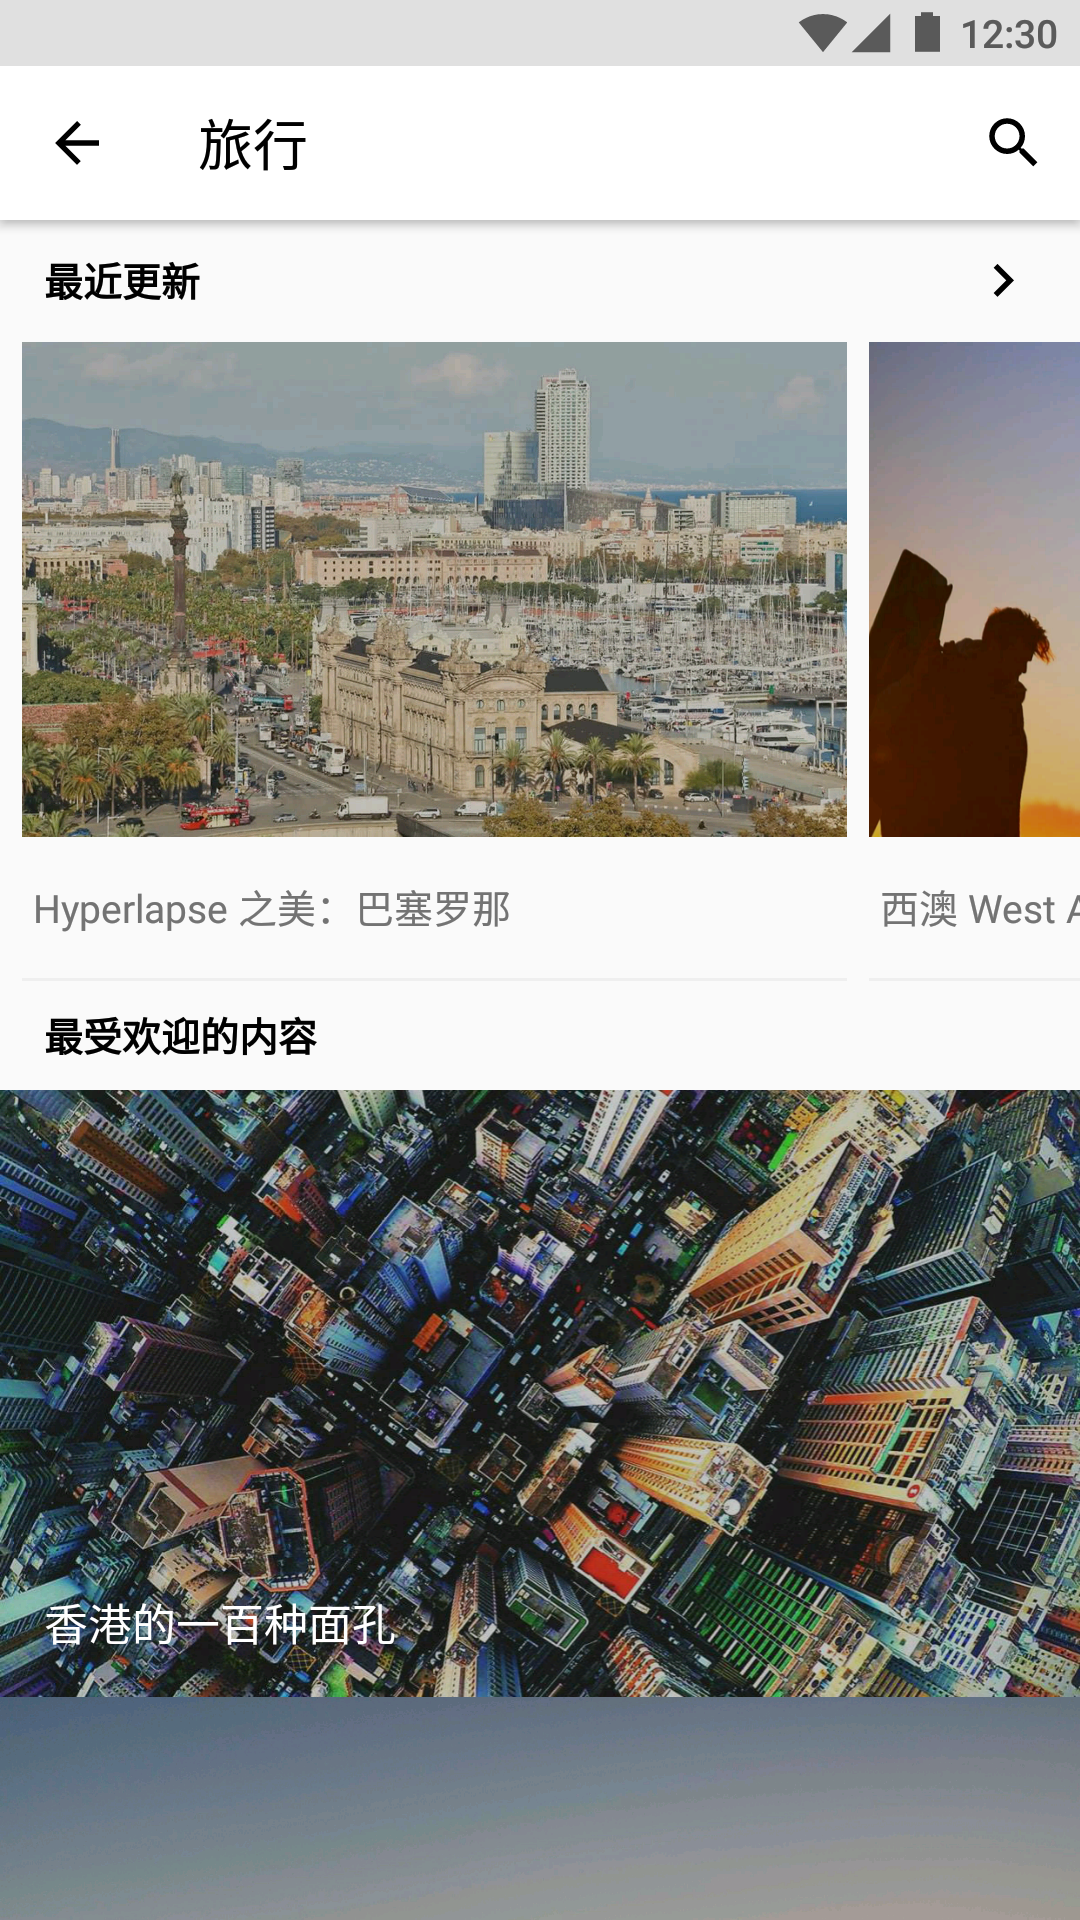 12:30
旅行
最近更新
Hyperlapse 之美：巴塞罗那
西澳 West A
最受欢迎的内容
香港的一百种面孔